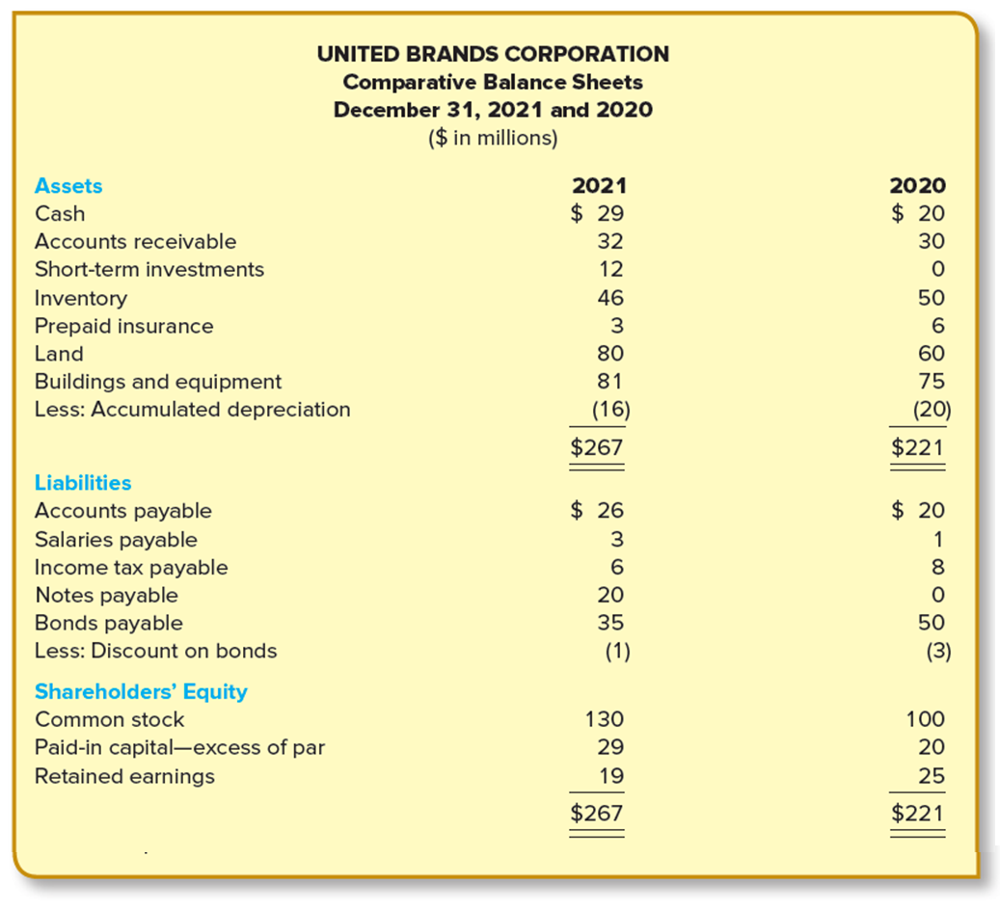 UNITED BRANDS CORPORATION
Comparative Balance Sheets
December 31, 2021 and 2020
($ in millions)
Assets 2021 2020
Cash $ 29 $ 20
Accounts receivable 32 30
Short-term investments 12 0
Inventory 46 50
Prepaid insurance 3 6
Land 80 60
Buildings and equipment 81 75
Less: Accumulated depreciation (16) (20)
$267 $221
Liabilities
Accounts payable $ 26 $ 20
Salaries payable 3 1
Income tax payable 6 8
Notes payable 20 0
Bonds payable 35 50
Less: Discount on bonds (1) (3)
Shareholders’ Equity
Common stock 130 100
Paid-in capital—excess of par 29 20
Retained earnings 19 25
$267 $221